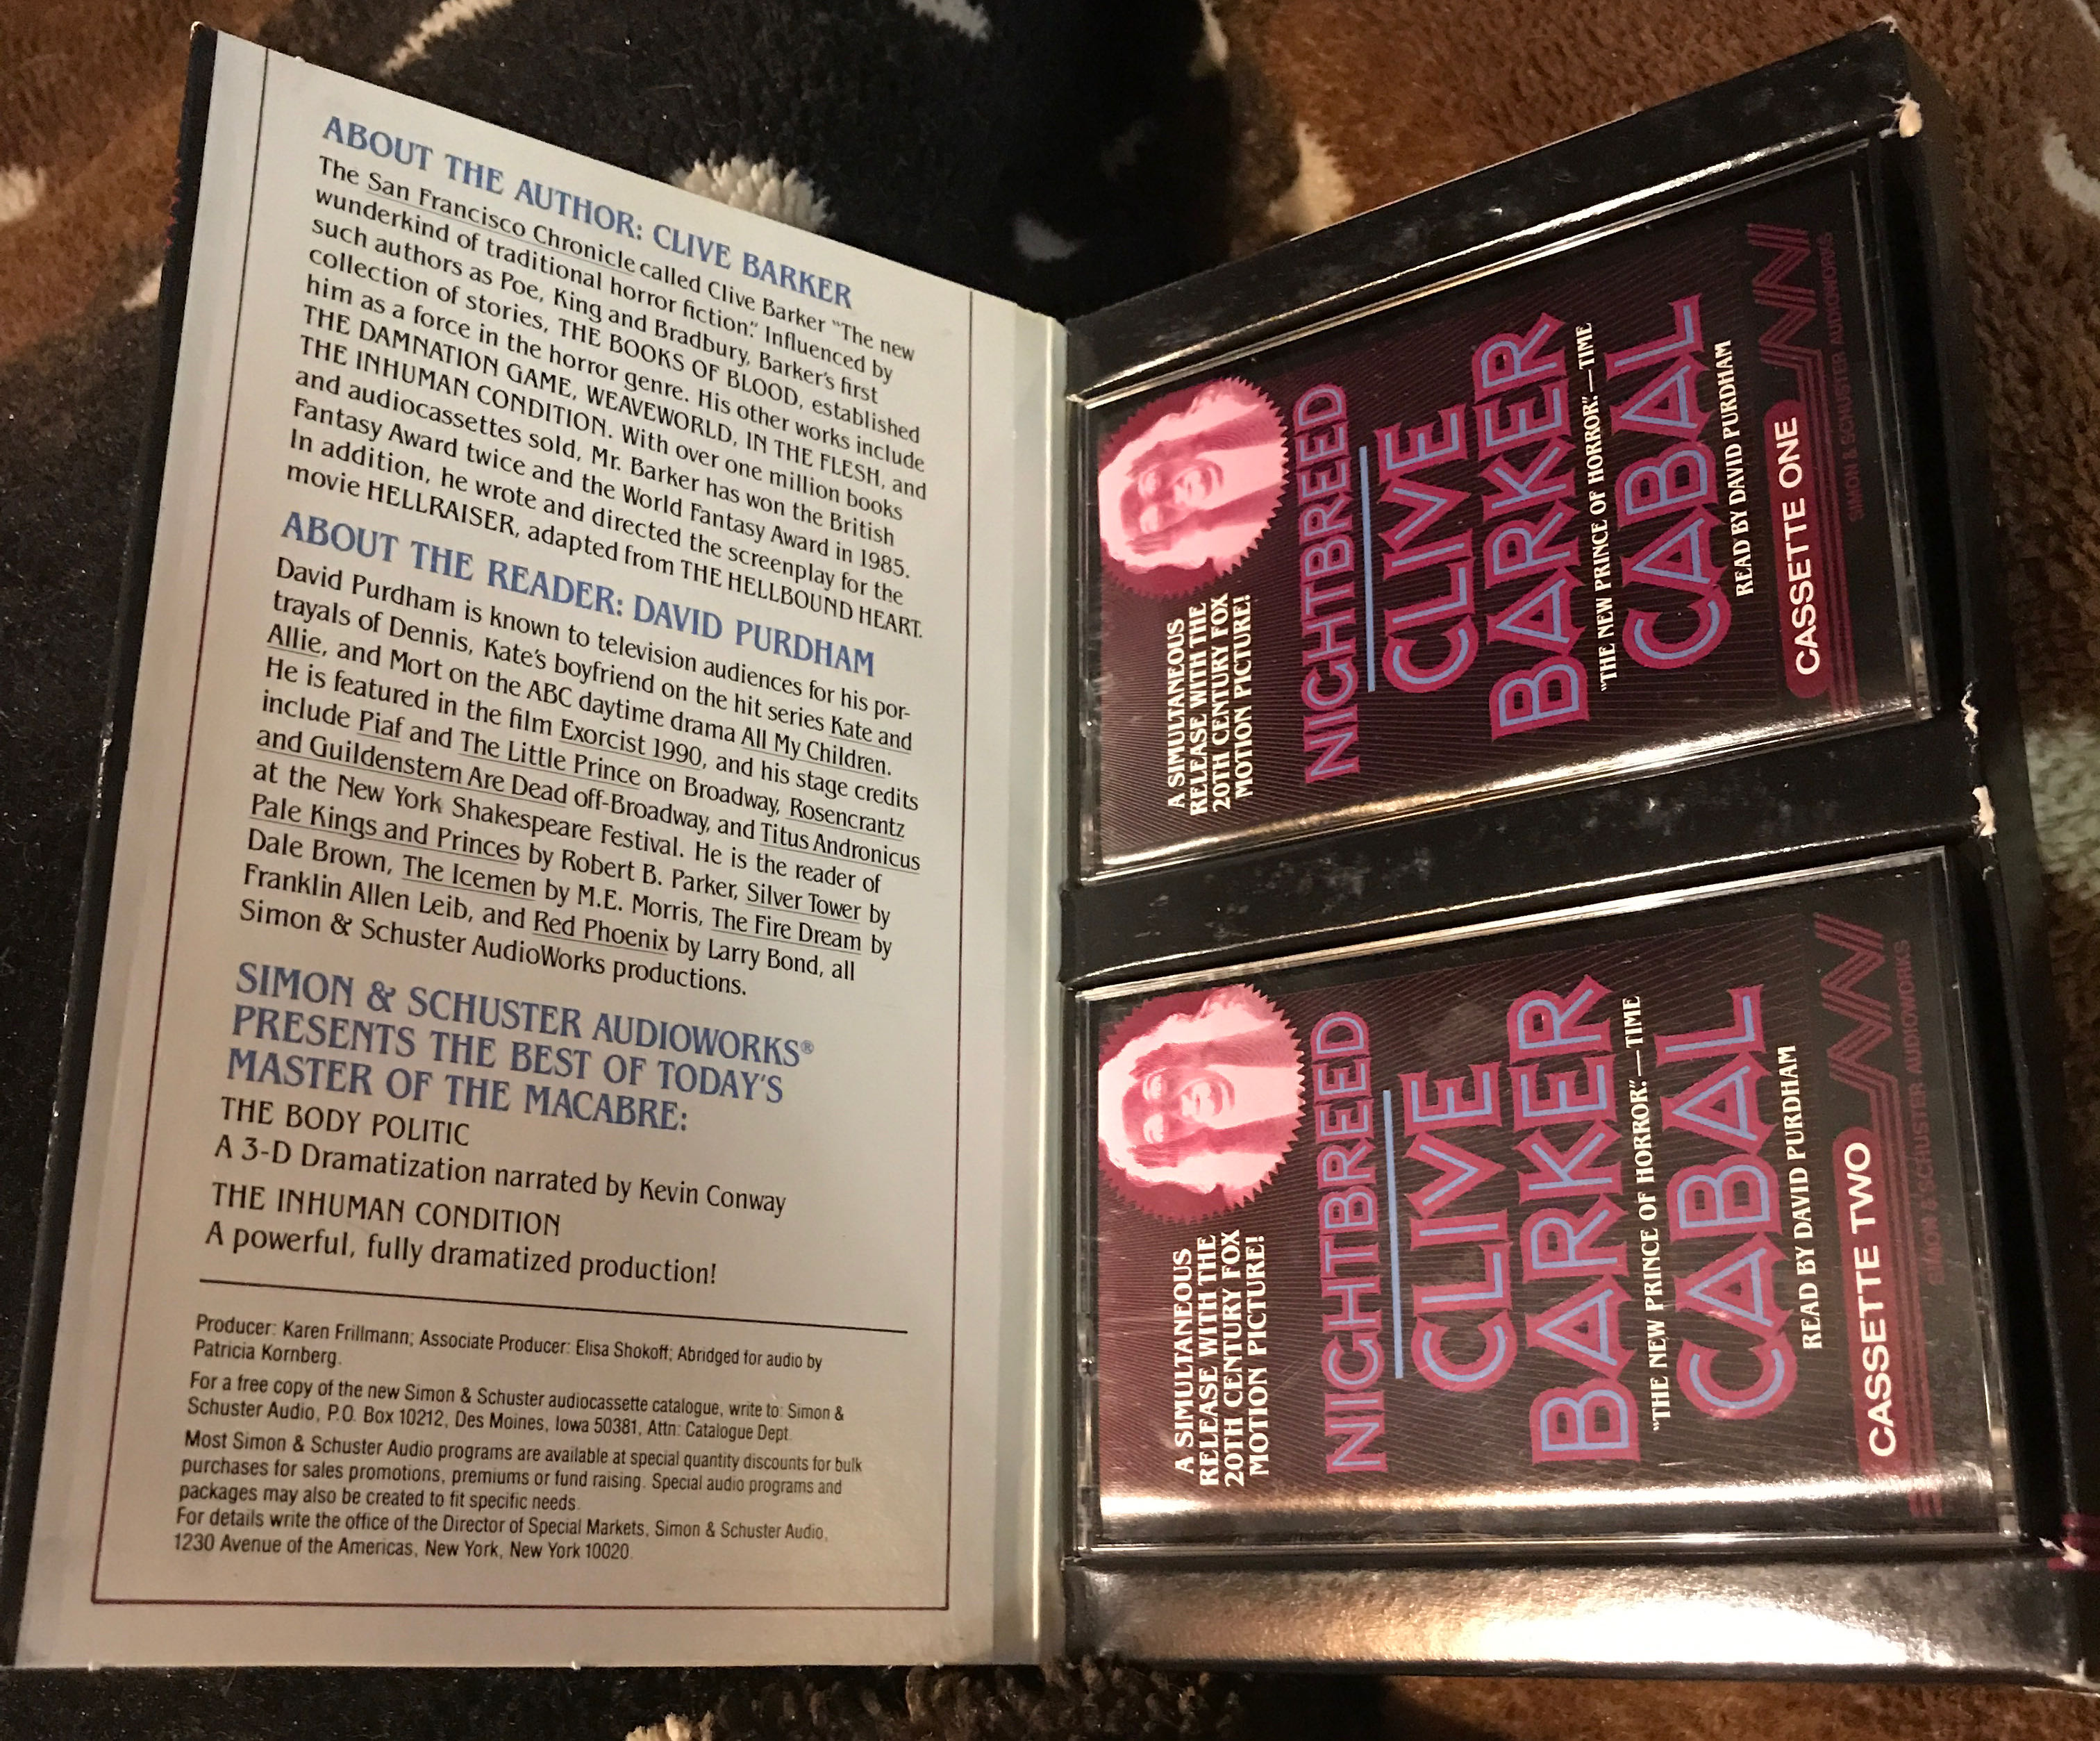 ABOUT THE AUTHOR: CLIVE BARKER
The San Francisco Chronicle called Clive Barker "The new
wunderkind of traditional horror fiction." Influenced by
such authors as Poe, King and Bradbury, Barker's first
collection of stories, THE BOOKS OF BLOOD, established
him as a force in the horror genre. His other works include
THE DAMNATION GAME, WEAVEWORLD, IN THE FLESH, and
THE INHUMAN CONDITION. With over one million books
and audiocassettes sold, Mr. Barker has won the British
Fantasy Award twice and the World Fantasy Award in 1985.
In addition, he wrote and directed the screenplay for the
movie HELLRAISER, adapted from THE HELLBOUND HEART.
ABOUT THE READER: DAVID PURDHAM
David Purdham is known to television audiences for his por-
trayals of Dennis, Kate's boyfriend on the hit series Kate and
Allie, and Mort on the ABC daytime drama All My Children.
He is featured in the film Exorcist 1990, and his stage credits
include Piaf and The Little Prince on Broadway, Rosencrantz
and Guildenstern Are Dead off-Broadway, and Titus Andronicus
at the New York Shakespeare Festival. He is the reader of
Pale Kings and Princes by Robert B. Parker, Silver Tower by
Dale Brown, The Icemen by M.E. Morris, The Fire Dream by
Franklin Allen Leib, and Red Phoenix by Larry Bond, all
Simon & Schuster AudioWorks productions.
SIMON & SCHUSTER AUDIOWORKS®
PRESENTS THE BEST OF TODAY'S
MASTER OF THE MACABRE:
THE BODY POLITIC
A 3-D Dramatization narrated by Kevin Conway
THE INHUMAN CONDITION
A powerful, fully dramatized production!
Producer: Karen Frillmann; Associate Producer: Elisa Shokoff; Abridged for audio by
Patricia Kornberg.
For a free copy of the new Simon & Schuster audiocassette catalogue, write to: Simon &
Schuster Audio, P.O. Box 10212, Des Moines, Iowa 50381, Attn: Catalogue Dept.
Most Simon & Schuster Audio programs are available at special quantity discounts for bulk
purchases for sales promotions, premiums or fund raising. Special audio programs and
packages may also be created to fit specific needs.
For details write the office of the Director of Special Markets, Simon & Schuster Audio,
1230 Avenue of the Americas, New York, New York 10020.
A SIMULTANEOUS
RELEASE WITH THE
20TH CENTURY FOX
MOTION PICTURE!
NIGHTBREED
CLIVE
BARKER
"THE NEW PRINCE OF HORROR."—TIME
CABAL
READ BY DAVID PURDHAM
CASSETTE ONE
SIMON & SCHUSTER AUDIOWORKS
A SIMULTANEOUS
RELEASE WITH THE
20TH CENTURY FOX
MOTION PICTURE!
NIGHTBREED
CLIVE
BARKER
"THE NEW PRINCE OF HORROR."—TIME
CABAL
READ BY DAVID PURDHAM
CASSETTE TWO
SIMON & SCHUSTER AUDIOWORKS